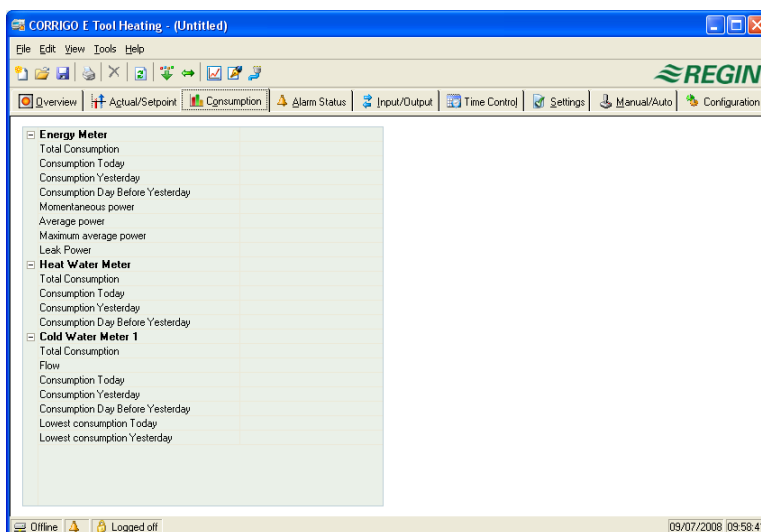 CORRIGO E Tool Heating - (Untitled)
File Edit View Tools Help
REGIN
Overview Actual/Setpoint Consumption Alarm Status Input/Output Time Control Settings Manual/Auto Configuration
Energy Meter
Total Consumption
Consumption Today
Consumption Yesterday
Consumption Day Before Yesterday
Momentaneous power
Average power
Maximum average power
Leak Power
Heat Water Meter
Total Consumption
Consumption Today
Consumption Yesterday
Consumption Day Before Yesterday
Cold Water Meter 1
Total Consumption
Flow
Consumption Today
Consumption Yesterday
Consumption Day Before Yesterday
Lowest consumption Today
Lowest consumption Yesterday
Offline Logged off 09/07/2008 09:58:4